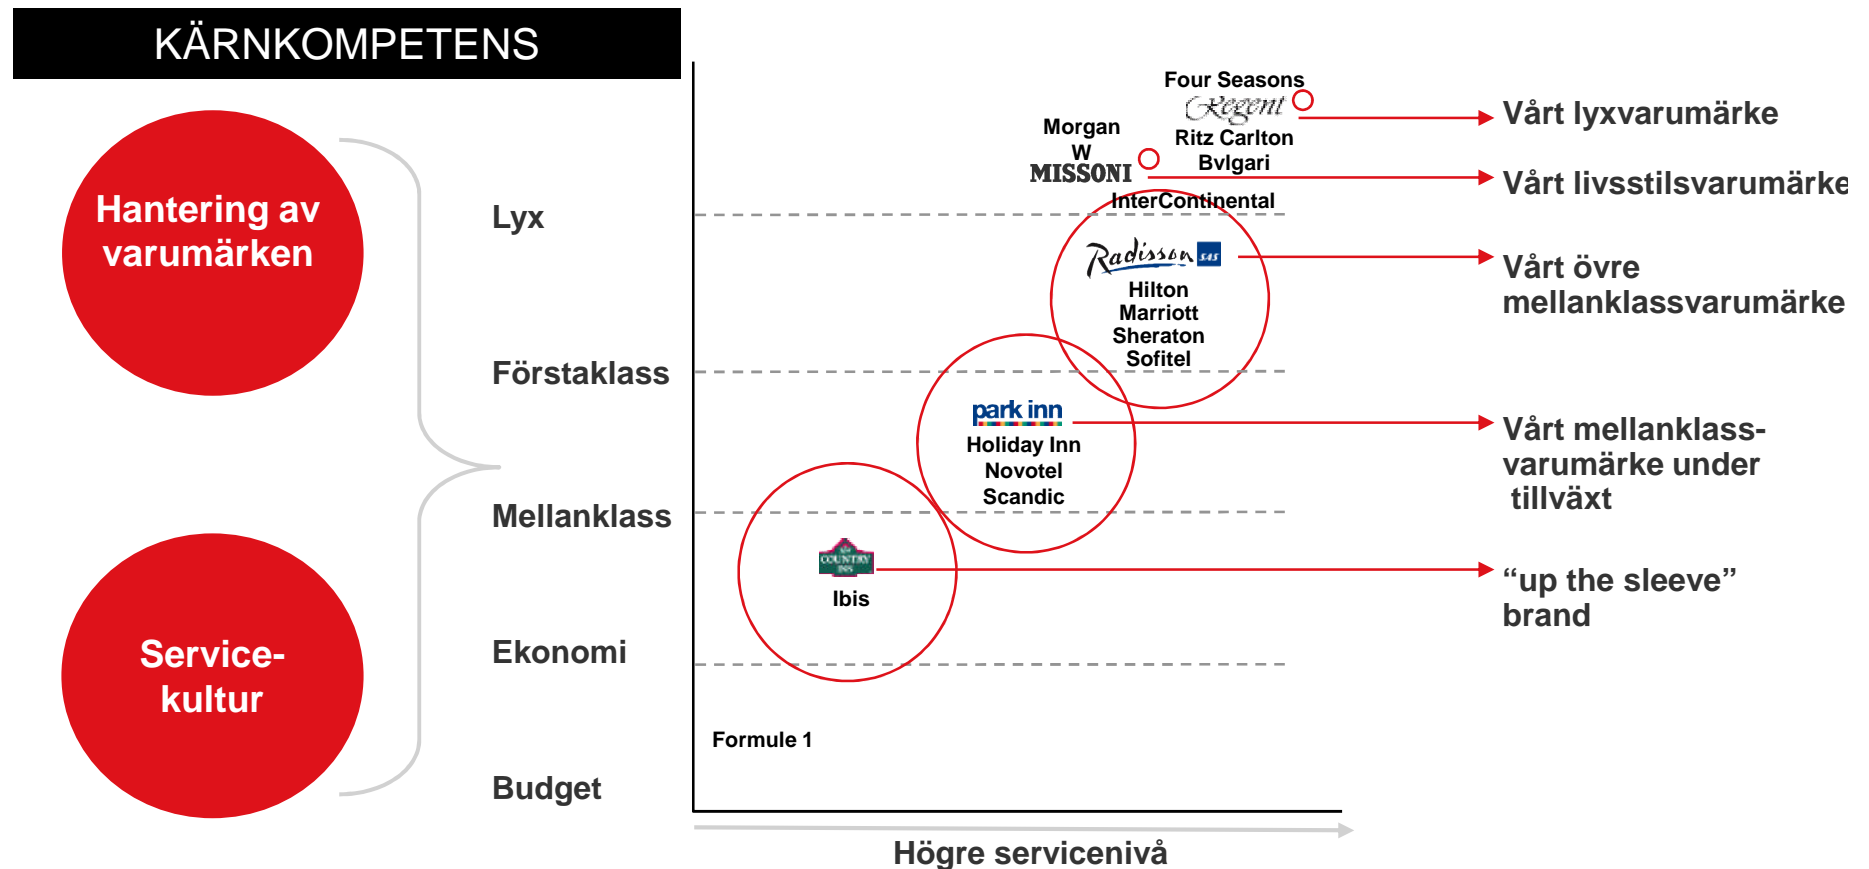 KÄRNKOMPETENS
Hantering av
varumärken
Service-
kultur
Lyx
Förstaklass
Mellanklass
Ekonomi
Budget
Four Seasons
Regent
Ritz Carlton
Bvlgari
Morgan
W
MISSONI
InterContinental
Radisson SAS
Hilton
Marriott
Sheraton
Sofitel
park inn
Holiday Inn
Novotel
Scandic
COUNTRY
Ibis
Formule 1
Högre servicenivå
Vårt lyxvarumärke
Vårt livsstilsvarumärke
Vårt övre
mellanklassvarumärke
Vårt mellanklass-
varumärke under
tillväxt
“up the sleeve”
brand